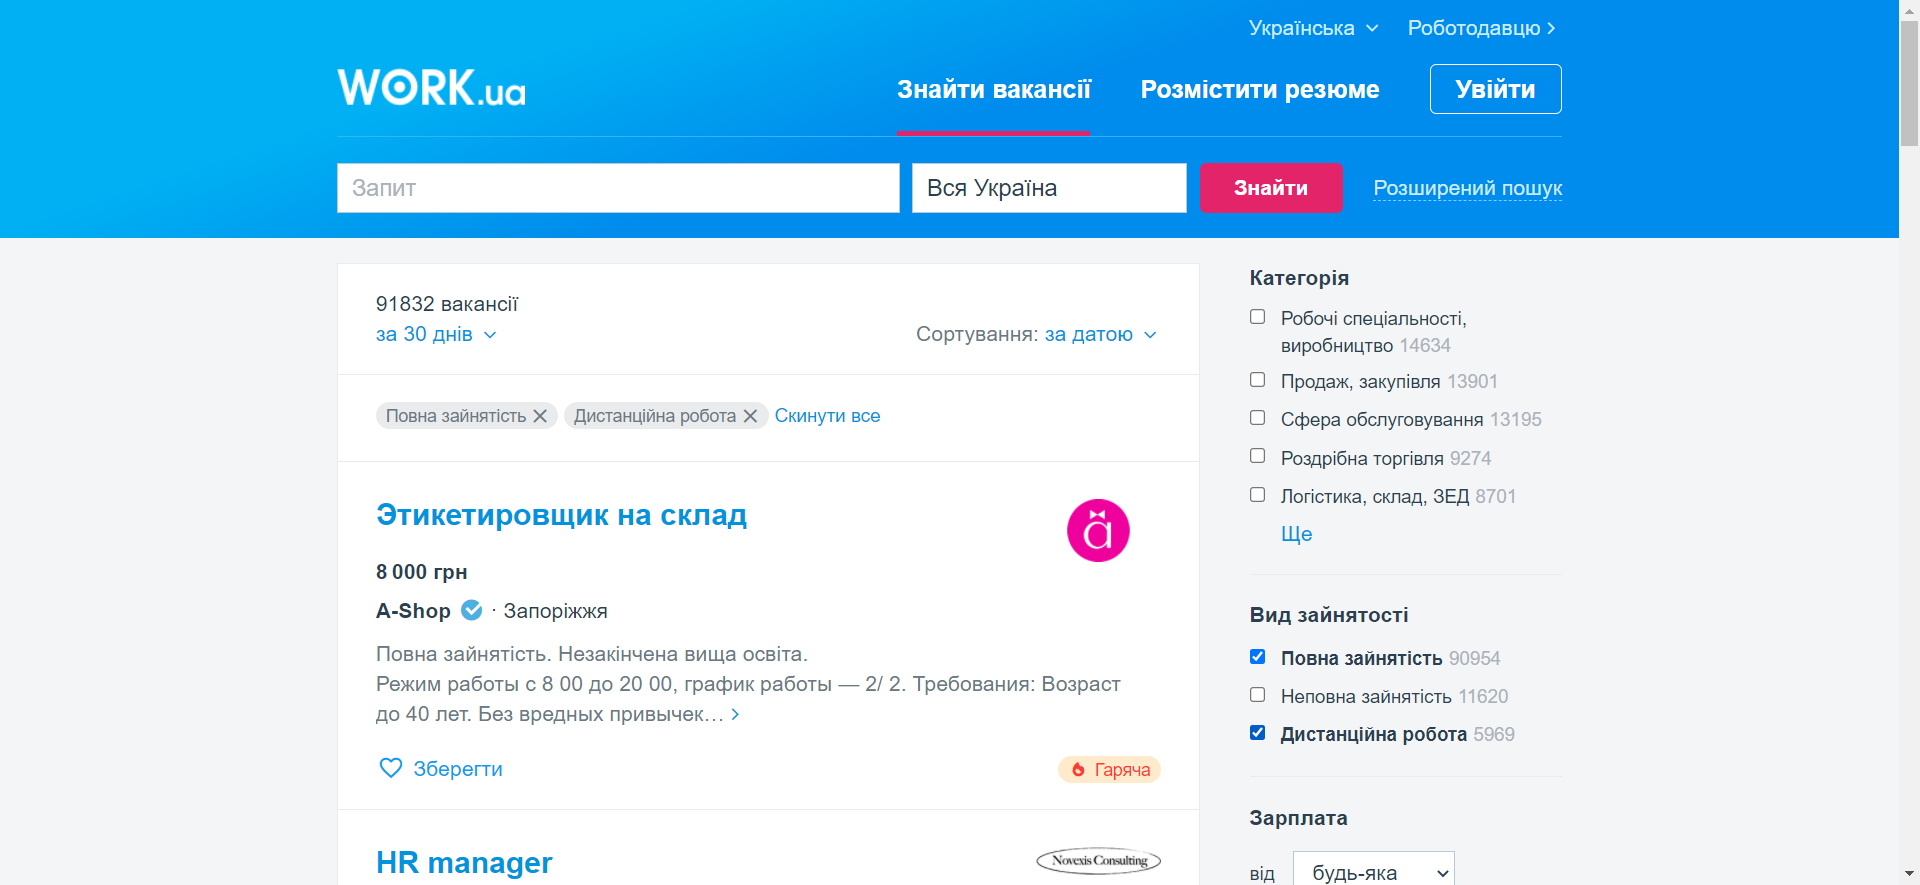 Українська
Роботодавцю
WORK.ua
Знайти вакансії
Розмістити резюме
Увійти
Запит
Вся Україна
Знайти
Розширений пошук
91832 вакансії
за 30 днів
Сортування: за датою
Повна зайнятість
Дистанційна робота
Скинути все
Этикетировщик на склад
ă
8 000 грн
A-Shop · Запоріжжя
Повна зайнятість. Незакінчена вища освіта.
Режим работы с 8 00 до 20 00, график работы — 2/ 2. Требования: Возраст
до 40 лет. Без вредных привычек…
Зберегти
Гаряча
HR manager
Novexis Consulting
Категорія
Робочі спеціальності,
виробництво 14634
Продаж, закупівля 13901
Сфера обслуговування 13195
Роздрібна торгівля 9274
Логістика, склад, ЗЕД 8701
Ще
Вид зайнятості
Повна зайнятість 90954
Неповна зайнятість 11620
Дистанційна робота 5969
Зарплата
від
будь-яка